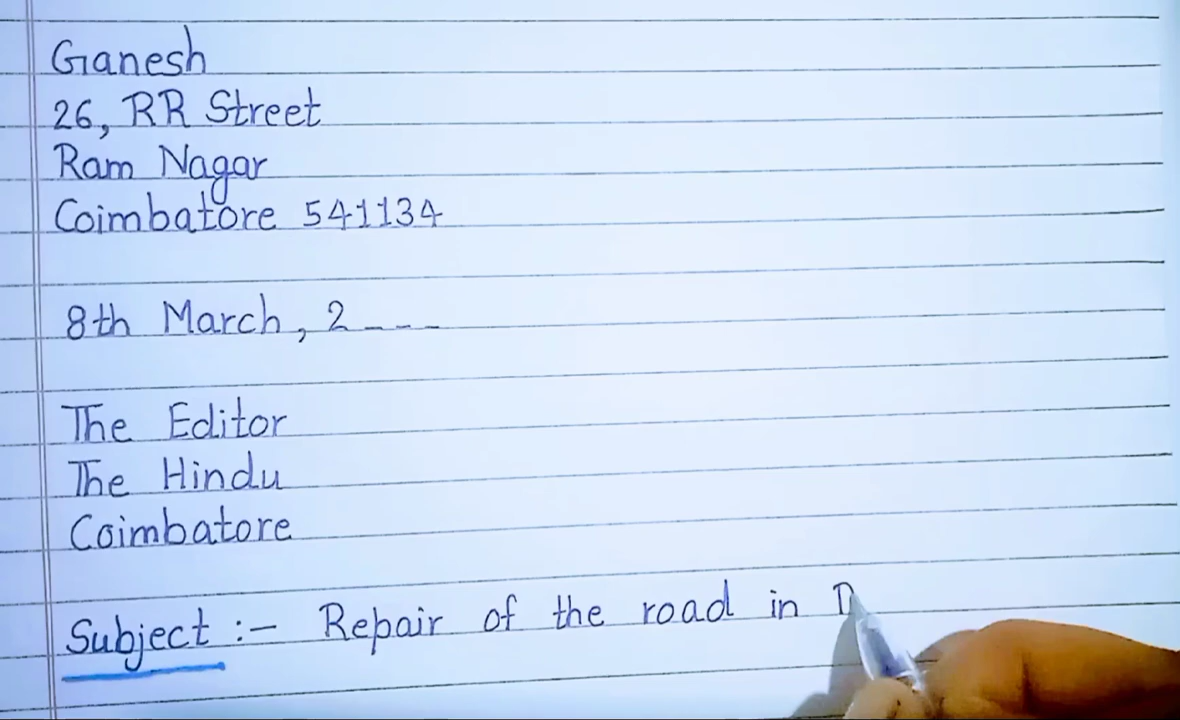 Ganesh
26, RR Street
Ram Nagar
Coimbatore 541134
8th March, 2 ---
The Editor
The Hindu
Coimbatore
Subject :- Repair of the road in